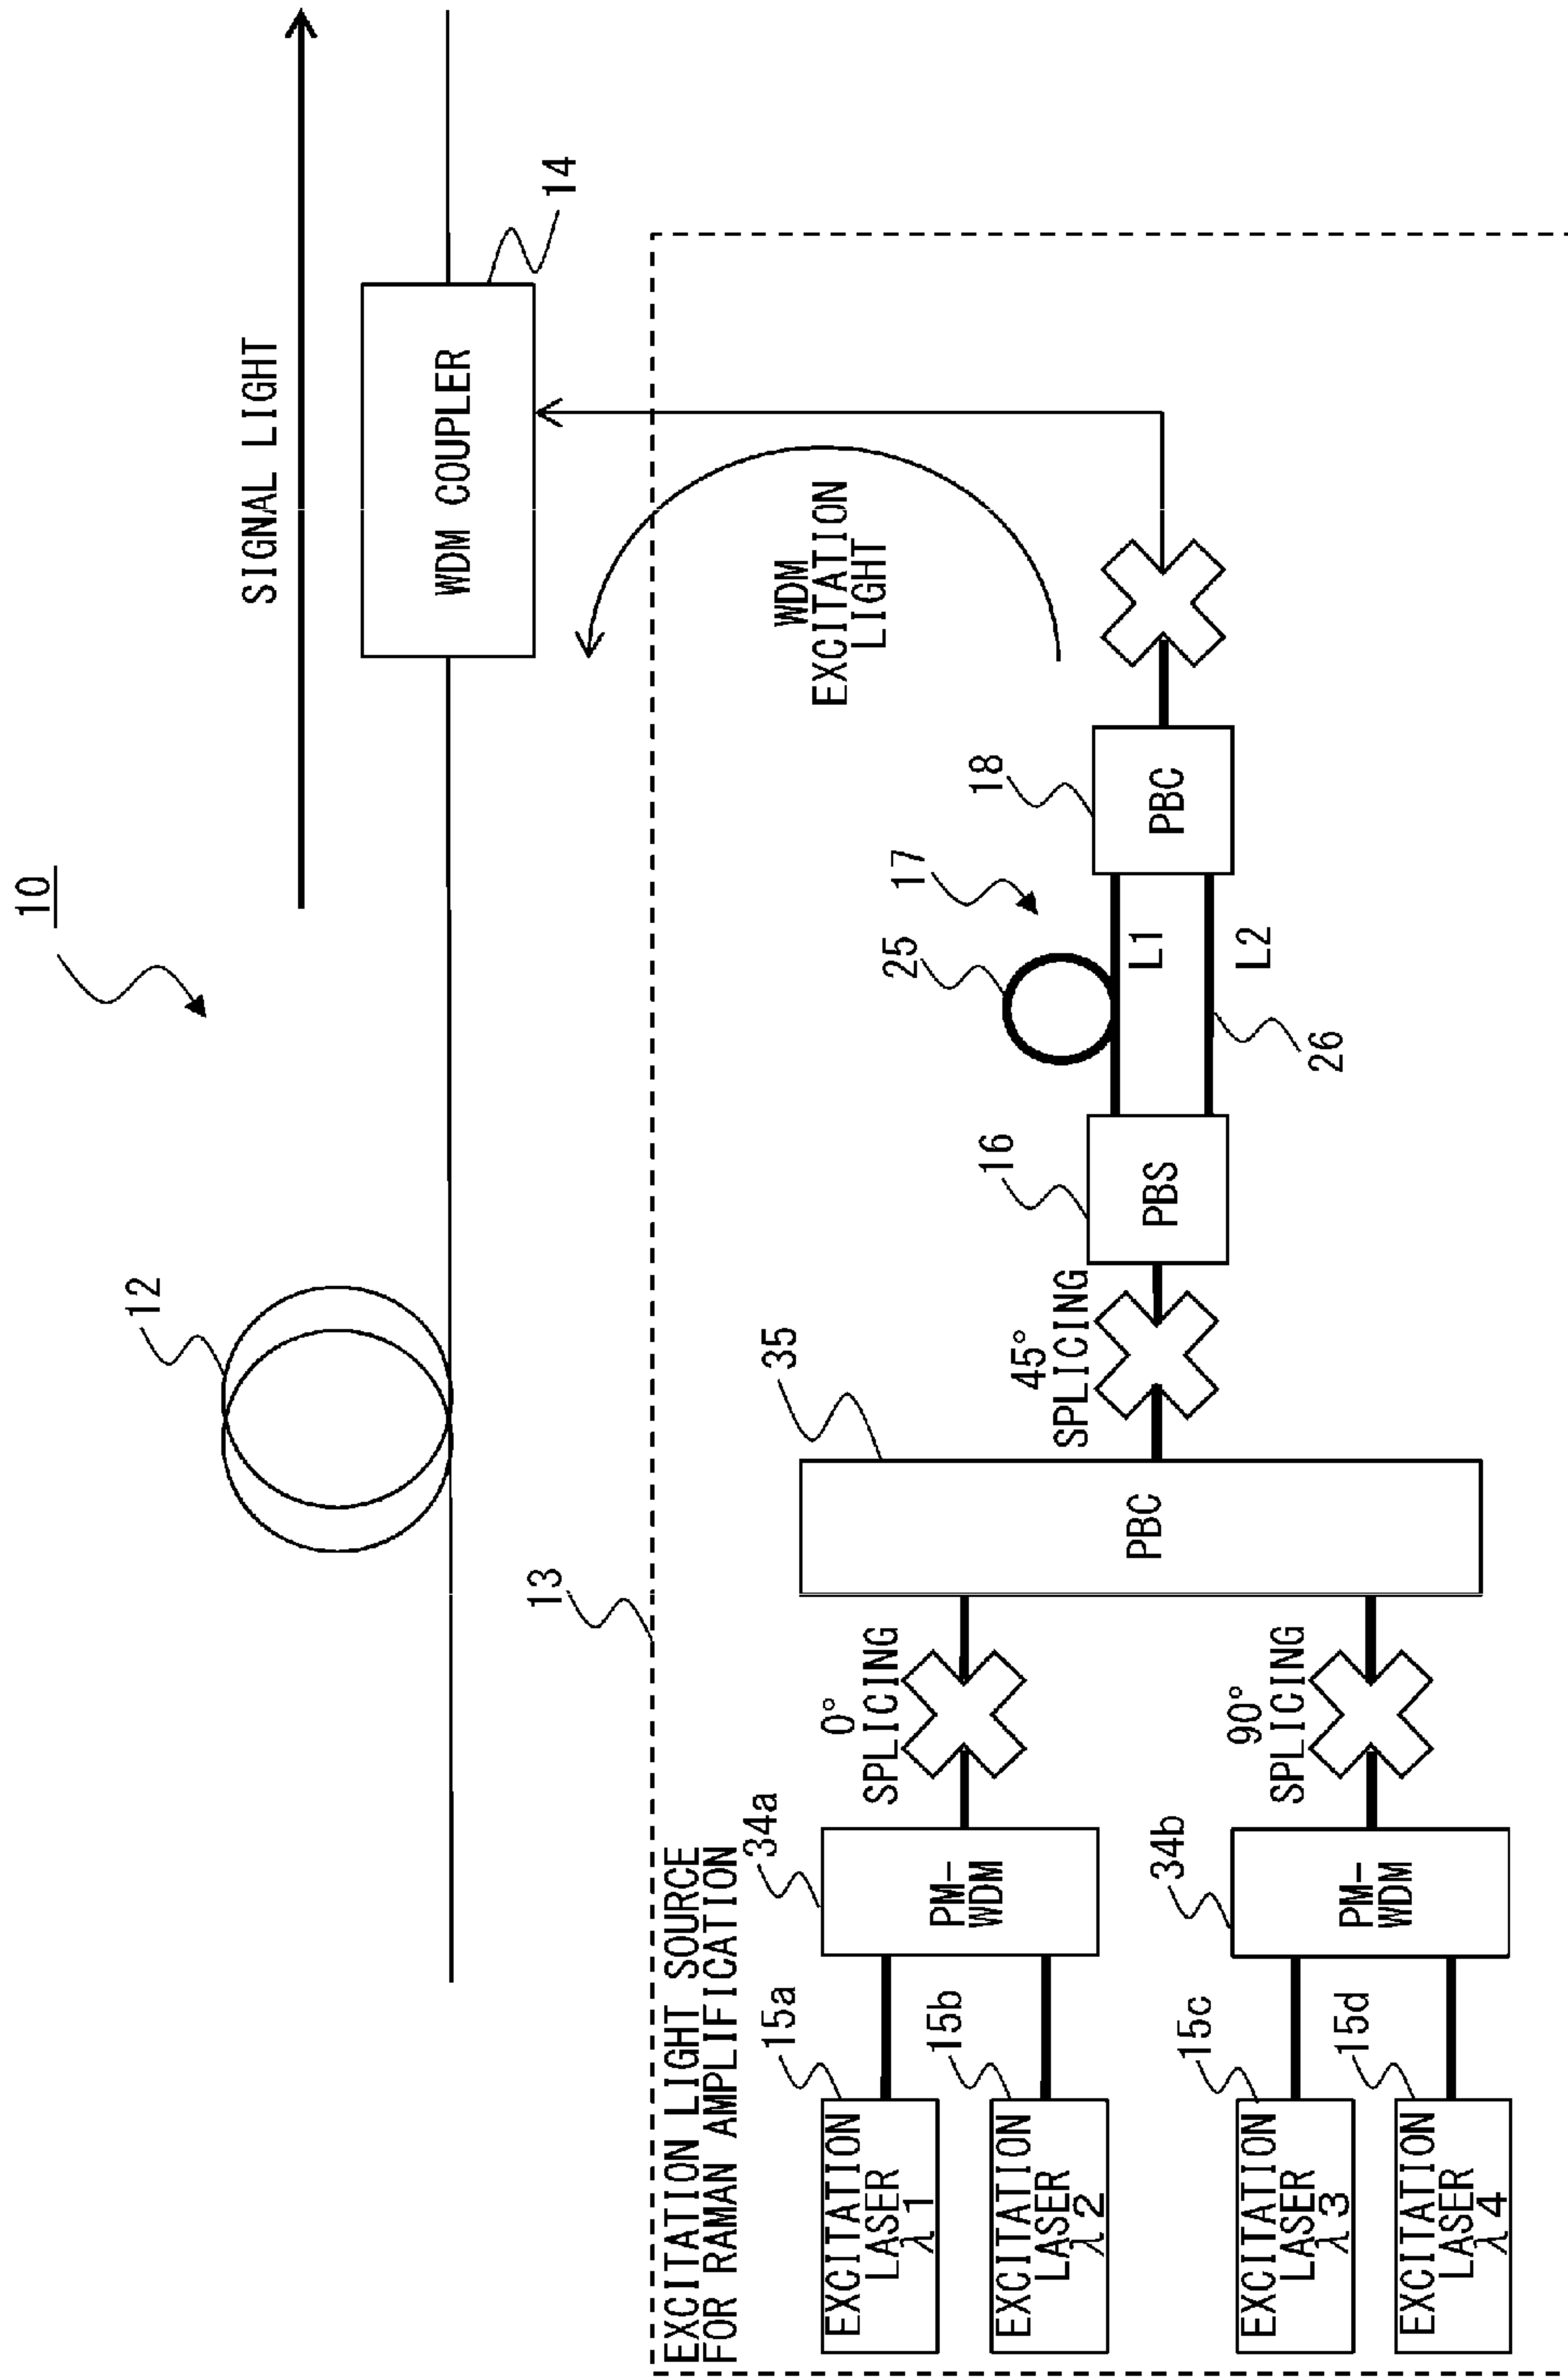 10
SIGNAL LIGHT
12
WDM COUPLER
14
13
EXCITATION LIGHT SOURCE
FOR RAMAN AMPLIFICATION
WDM
EXCITATION
LIGHT
15a
EXCITATION
LASER
λ1
15b
EXCITATION
LASER
λ2
15c
EXCITATION
LASER
λ3
15d
EXCITATION
LASER
λ4
34a
PM-
WDM
34b
PM-
WDM
0°
SPLICING
90°
SPLICING
35
PBC
45°
SPLICING
16
PBS
25
17
L1
L2
26
18
PBC